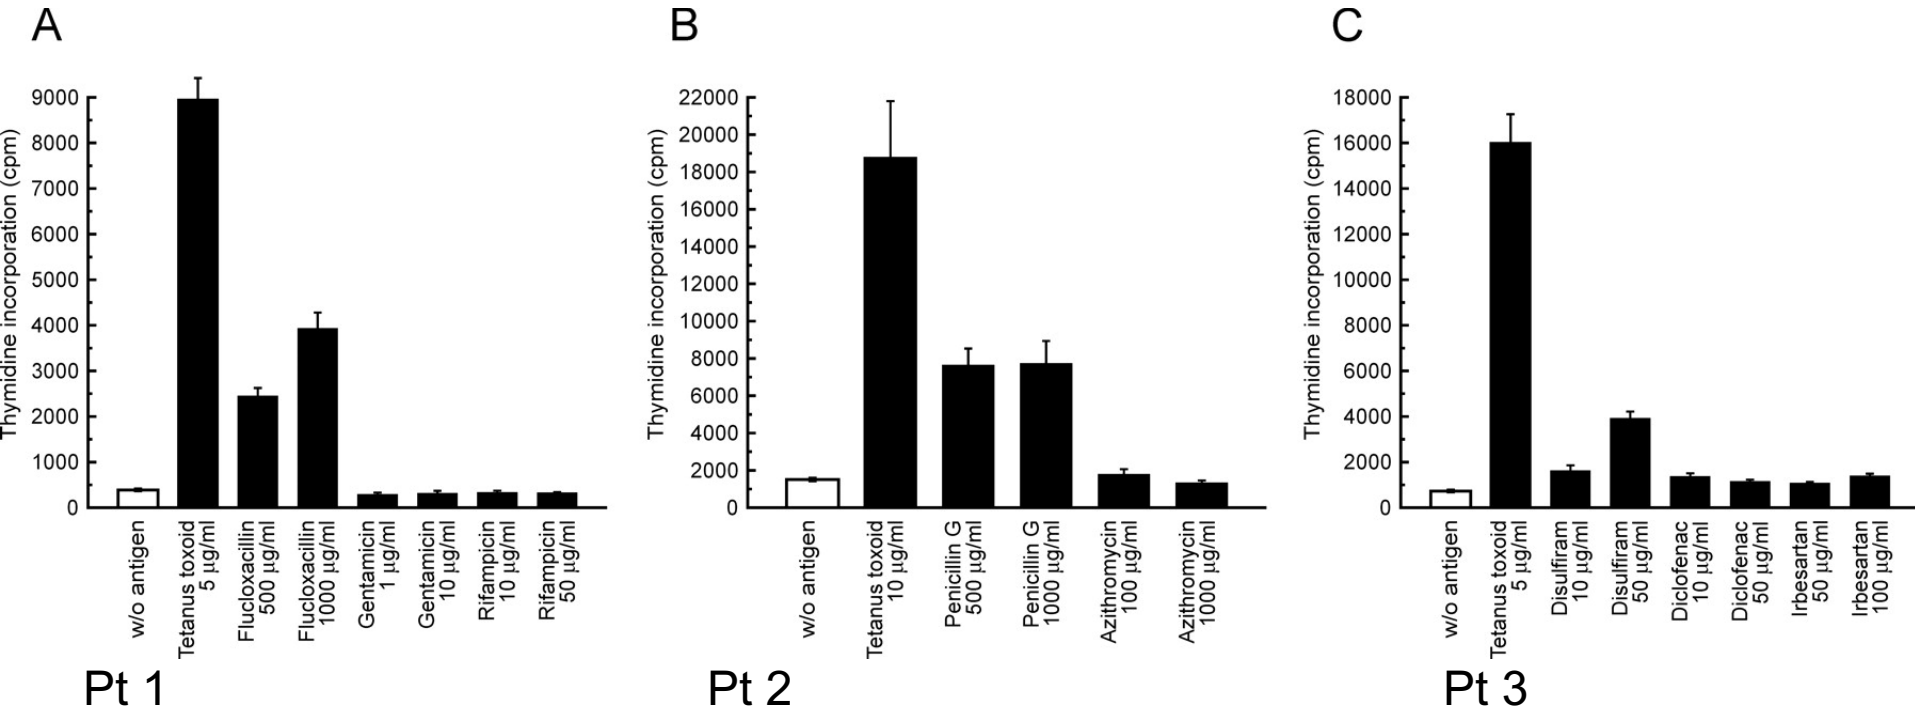 A
B
C
Thymidine incorporation (cpm)
9000
8000
7000
6000
5000
4000
3000
2000
1000
0
w/o antigen
Tetanus toxoid
5 µg/ml
Flucloxacillin
500 µg/ml
Flucloxacillin
1000 µg/ml
Gentamicin
1 µg/ml
Gentamicin
10 µg/ml
Rifampicin
10 µg/ml
Rifampicin
50 µg/ml
Pt 1
Thymidine incorporation (cpm)
22000
20000
18000
16000
14000
12000
10000
8000
6000
4000
2000
0
w/o antigen
Tetanus toxoid
10 µg/ml
Penicillin G
500 µg/ml
Penicillin G
1000 µg/ml
Azithromycin
100 µg/ml
Azithromycin
1000 µg/ml
Pt 2
Thymidine incorporation (cpm)
18000
16000
14000
12000
10000
8000
6000
4000
2000
0
w/o antigen
Tetanus toxoid
5 µg/ml
Disulfiram
10 µg/ml
Disulfiram
50 µg/ml
Diclofenac
10 µg/ml
Diclofenac
50 µg/ml
Irbesartan
50 µg/ml
Irbesartan
100 µg/ml
Pt 3